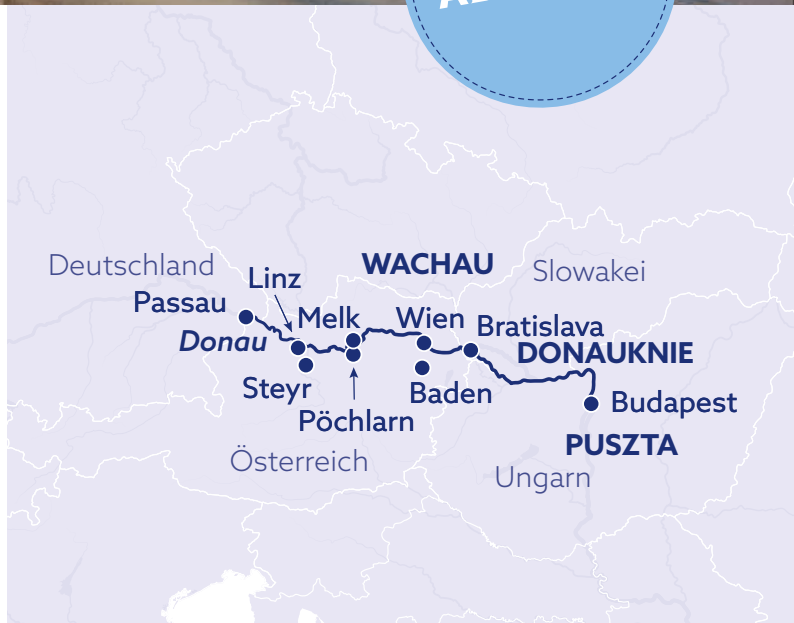 WACHAU
Deutschland
Slowakei
Linz
Passau
Melk
Wien
Bratislava
Donau
DONAUKNIE
Steyr
Baden
Budapest
Pöchlarn
PUSZTA
Österreich
Ungarn